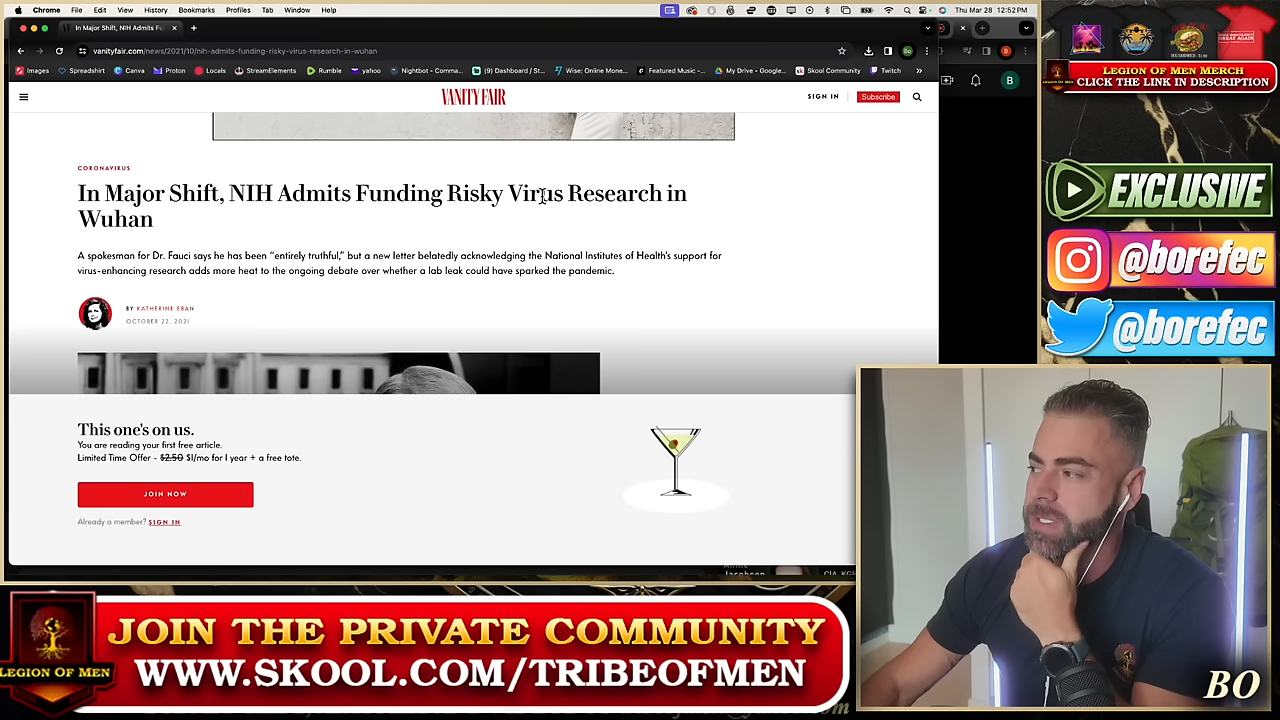 Chrome File Edit View History Bookmarks Profiles Tab Window Help
Thu Mar 28 12:52PM
In Major Shift, NIH Admits Fu
vanityfair.com/news/2021/10/nih-admits-funding-risky-virus-research-in-wuhan
Bo
B
Images Spreadshirt Canva Proton Locals StreamElements Rumble yahoo Nightbot - Comma... (9) Dashboard / St... Wise: Online Mone... Featured Music -... My Drive - Google... Skool Community Twitch
B
VANITY FAIR
SIGN IN
Subscribe
CORONAVIRUS
In Major Shift, NIH Admits Funding Risky Virus Research in
Wuhan
A spokesman for Dr. Fauci says he has been “entirely truthful,” but a new letter belatedly acknowledging the National Institutes of Health’s support for
virus-enhancing research adds more heat to the ongoing debate over whether a lab leak could have sparked the pandemic.
BY KATHERINE EBAN
OCTOBER 22, 2021
This one's on us.
You are reading your first free article.
Limited Time Offer - $2.50 $1/mo for 1 year + a free tote.
JOIN NOW
Already a member? SIGN IN
LEGION OF MEN MERCH
CLICK THE LINK IN DESCRIPTION
EXCLUSIVE
@borefec
@borefec
LEGION OF MEN
JOIN THE PRIVATE COMMUNITY
WWW.SKOOL.COM/TRIBEOFMEN
BO